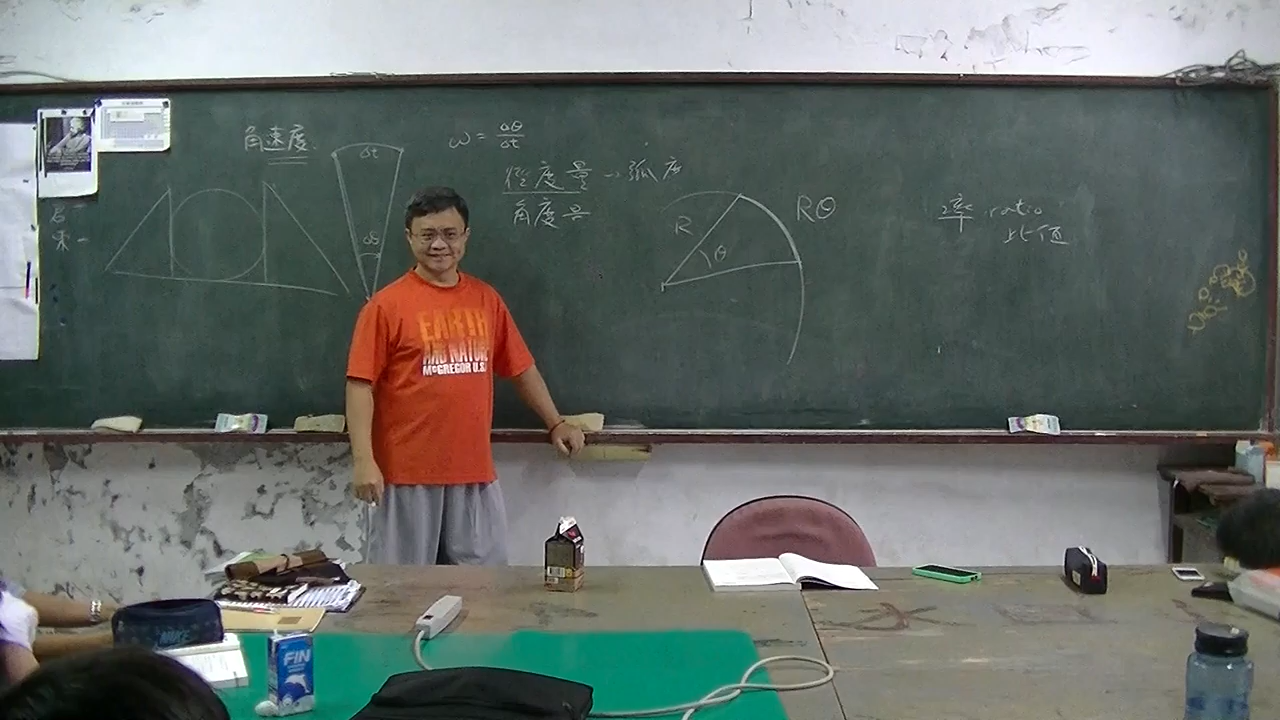 角速度
Δt
Δθ
ω = Δθ/Δt
徑度量 → 弧度
角度量
R
θ
Rθ
率 ratio
比值
EARTH
AND NATURE
McGREGOR U.S.
NIKE
FIN